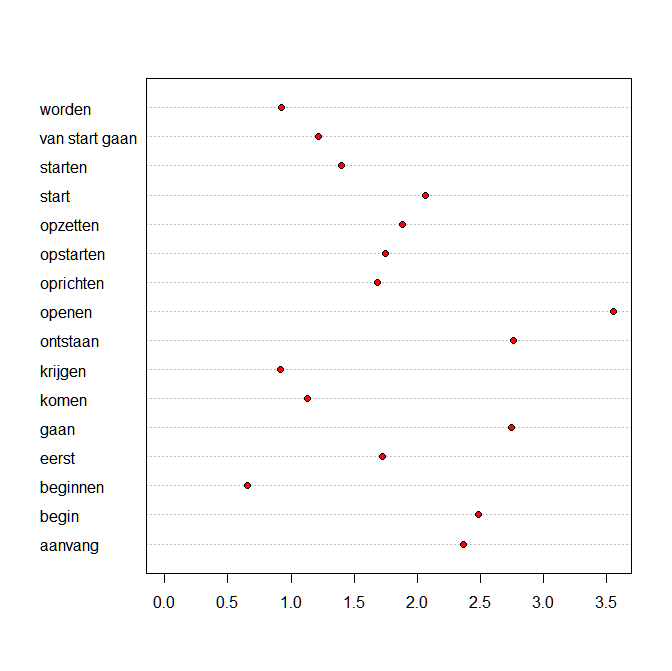 worden
van start gaan
starten
start
opzetten
opstarten
oprichten
openen
ontstaan
krijgen
komen
gaan
eerst
beginnen
begin
aanvang
0.0 0.5 1.0 1.5 2.0 2.5 3.0 3.5